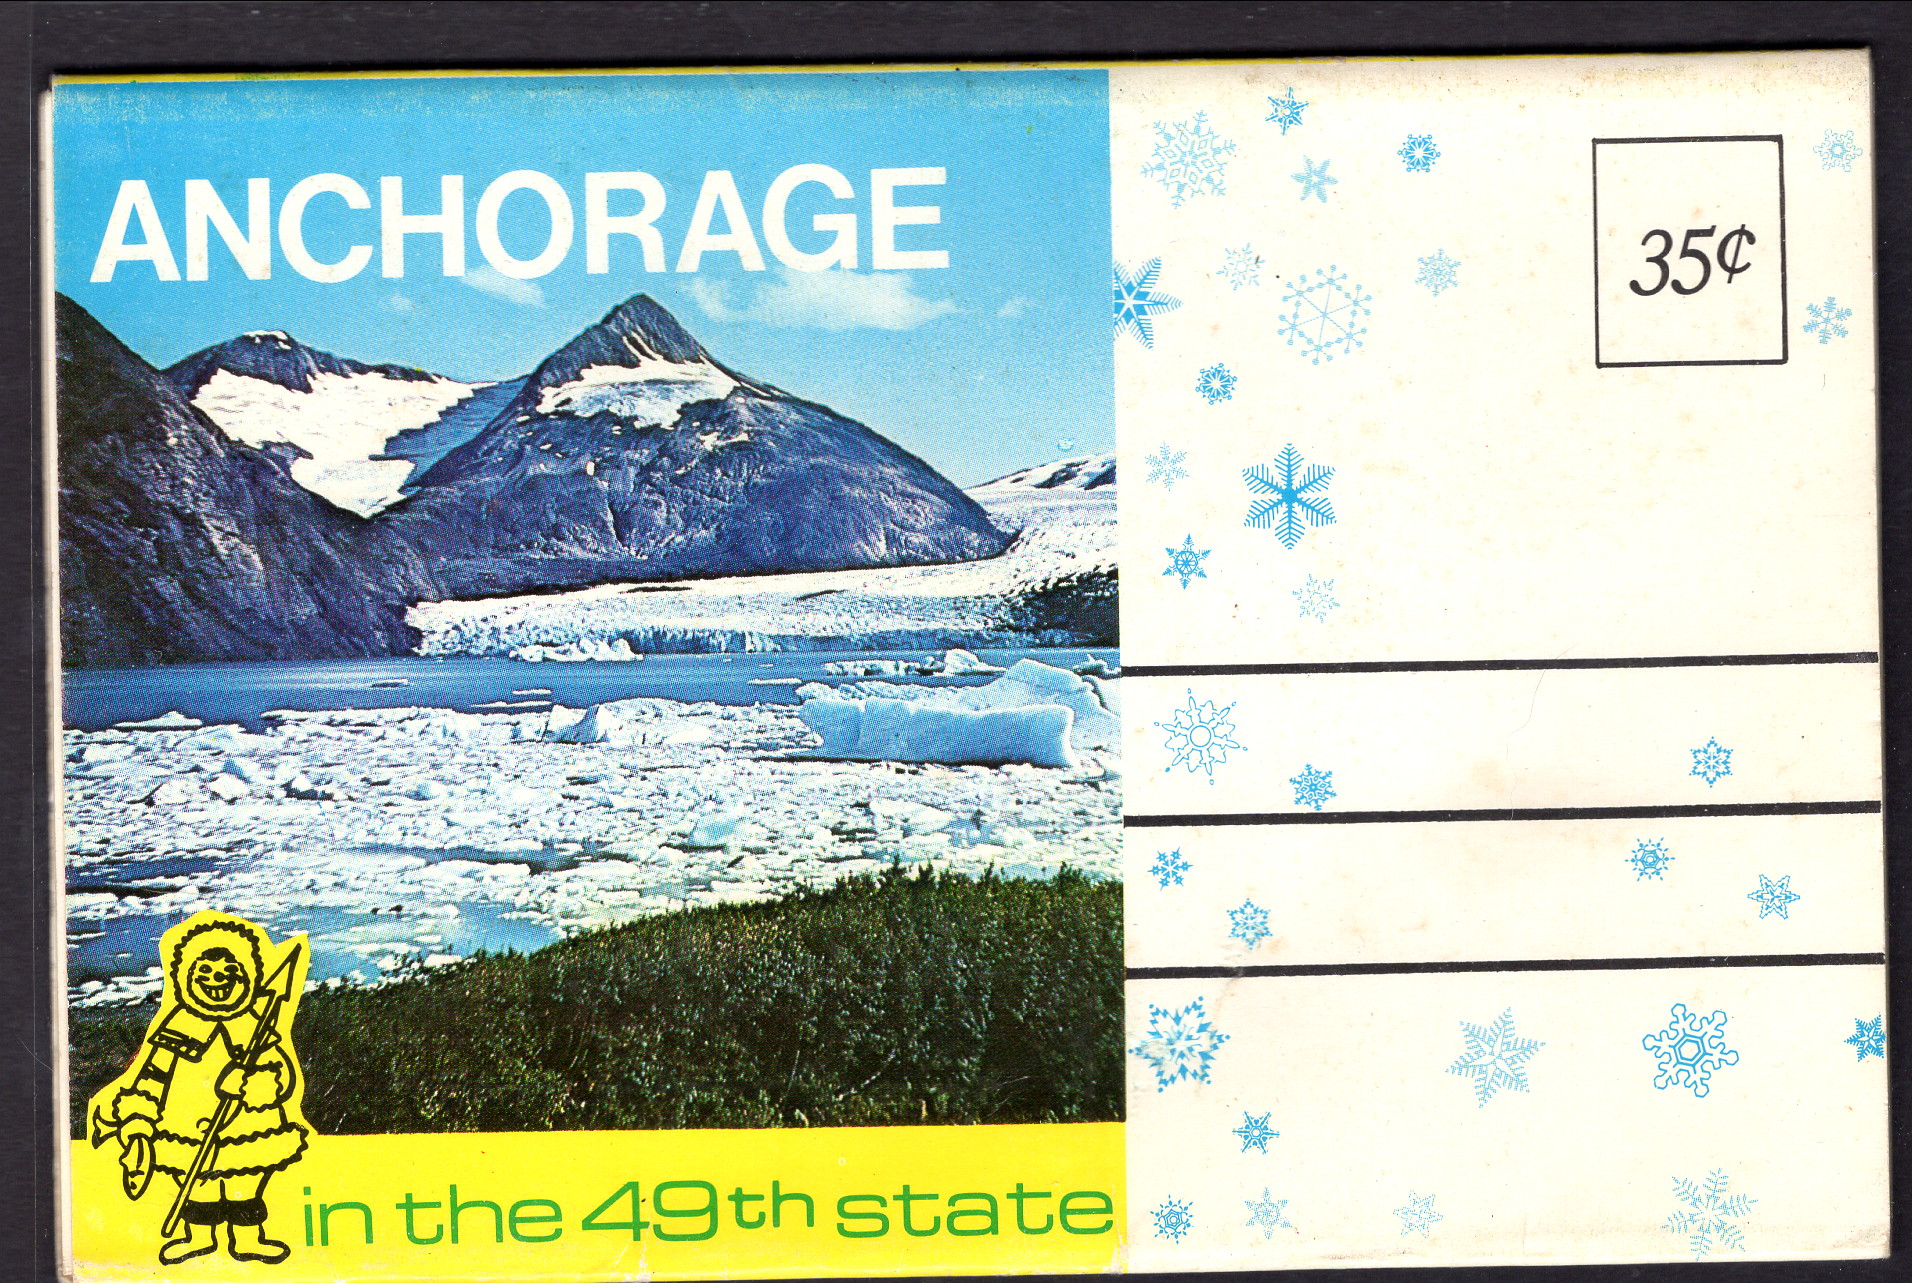 ANCHORAGE
35¢
in the 49th state